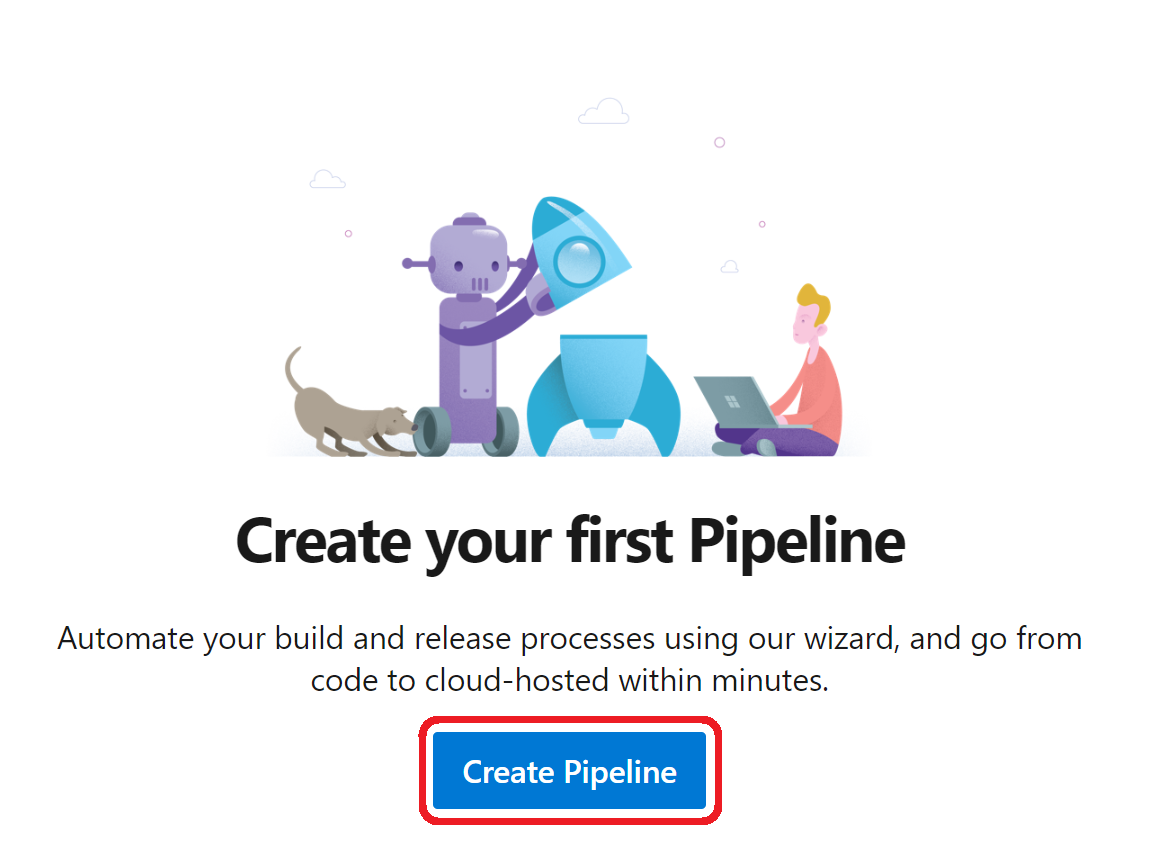 Create your first Pipeline
Automate your build and release processes using our wizard, and go from
code to cloud-hosted within minutes.
Create Pipeline